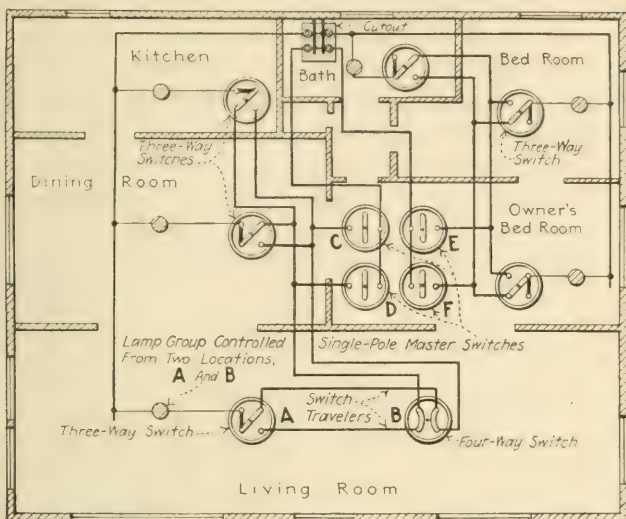 Cutout
Kitchen
Bath
Bed Room
Three-Way
Switches
Three-Way
Switch
Dining Room
Owner's
Bed Room
C
E
D
F
Lamp Group Controlled
From Two Locations,
A And B
Single-Pole Master Switches
Switch
Travelers
A
B
Three-Way Switch
Four-Way Switch
Living Room